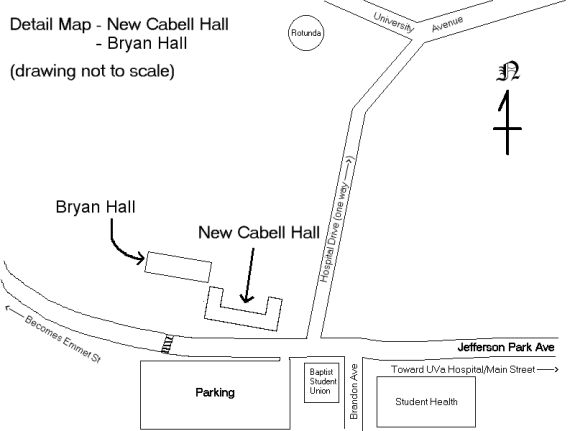 Detail Map - New Cabell Hall
- Bryan Hall
(drawing not to scale)
Rotunda
University
Avenue
N
Hospital Drive (one way →)
Bryan Hall
New Cabell Hall
← Becomes Emmet St
Jefferson Park Ave
Toward UVa Hospital/Main Street →
Parking
Baptist
Student
Union
Brandon Ave
Student Health